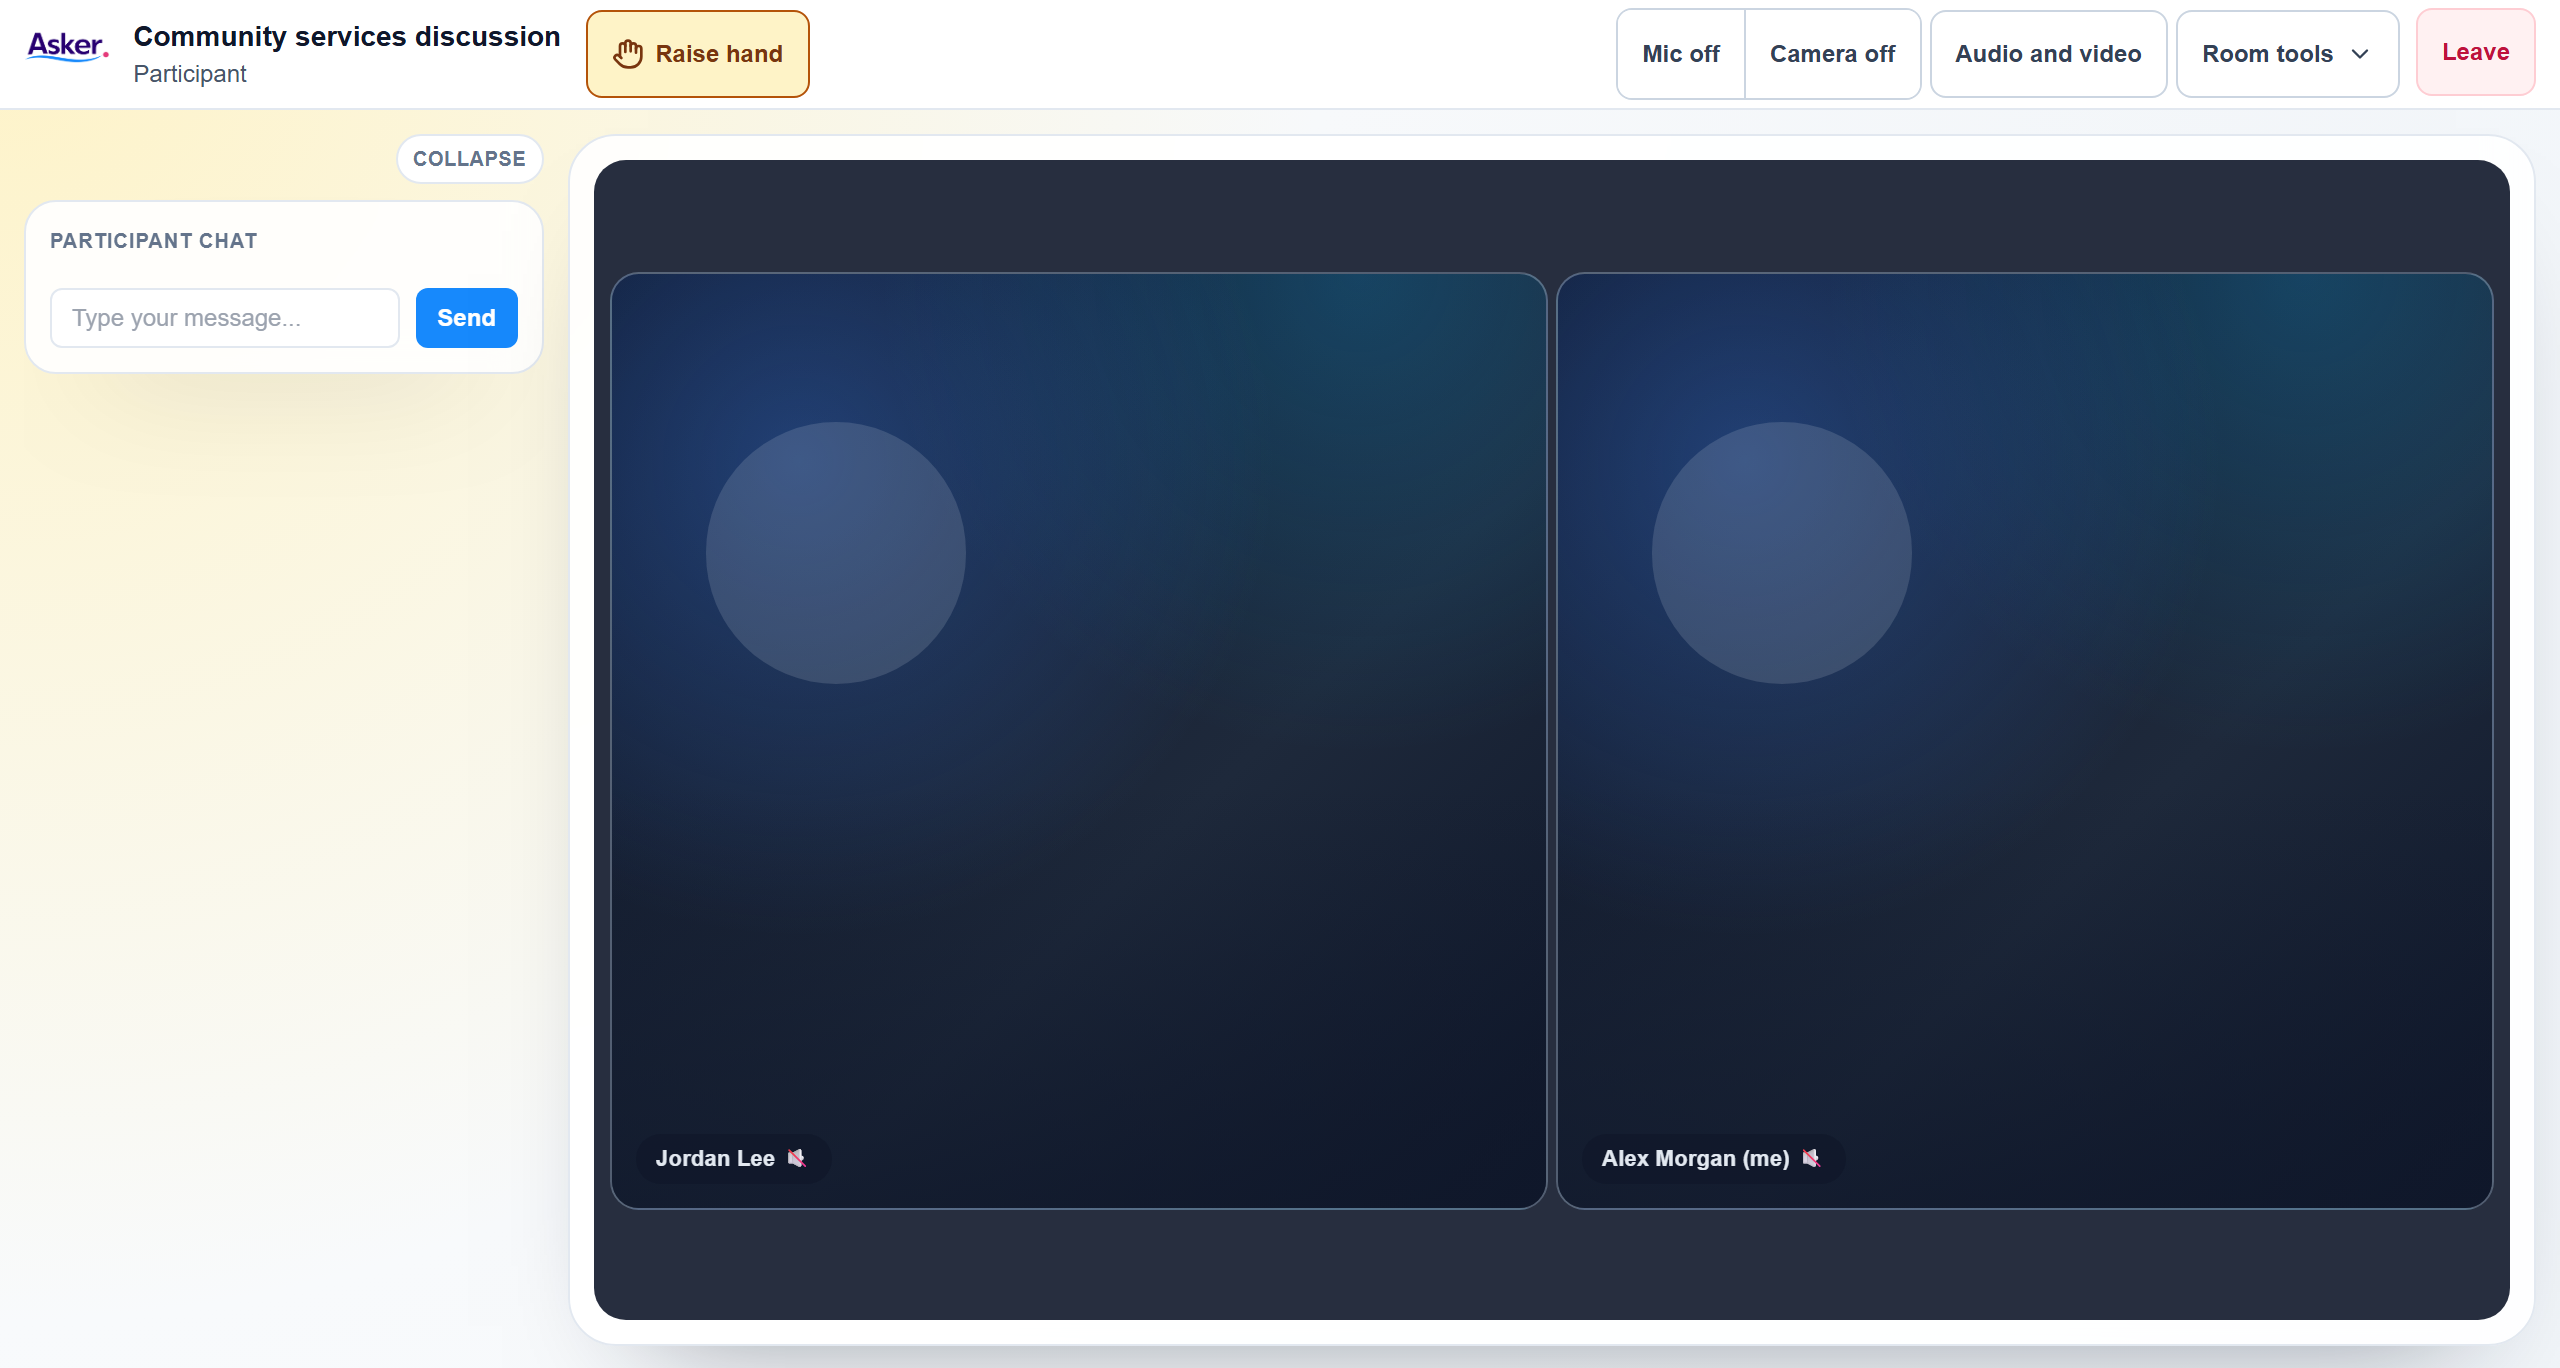 Asker.
Community services discussion
Participant
Raise hand
Mic off
Camera off
Audio and video
Room tools
Leave
COLLAPSE
PARTICIPANT CHAT
Type your message...
Send
Jordan Lee
Alex Morgan (me)